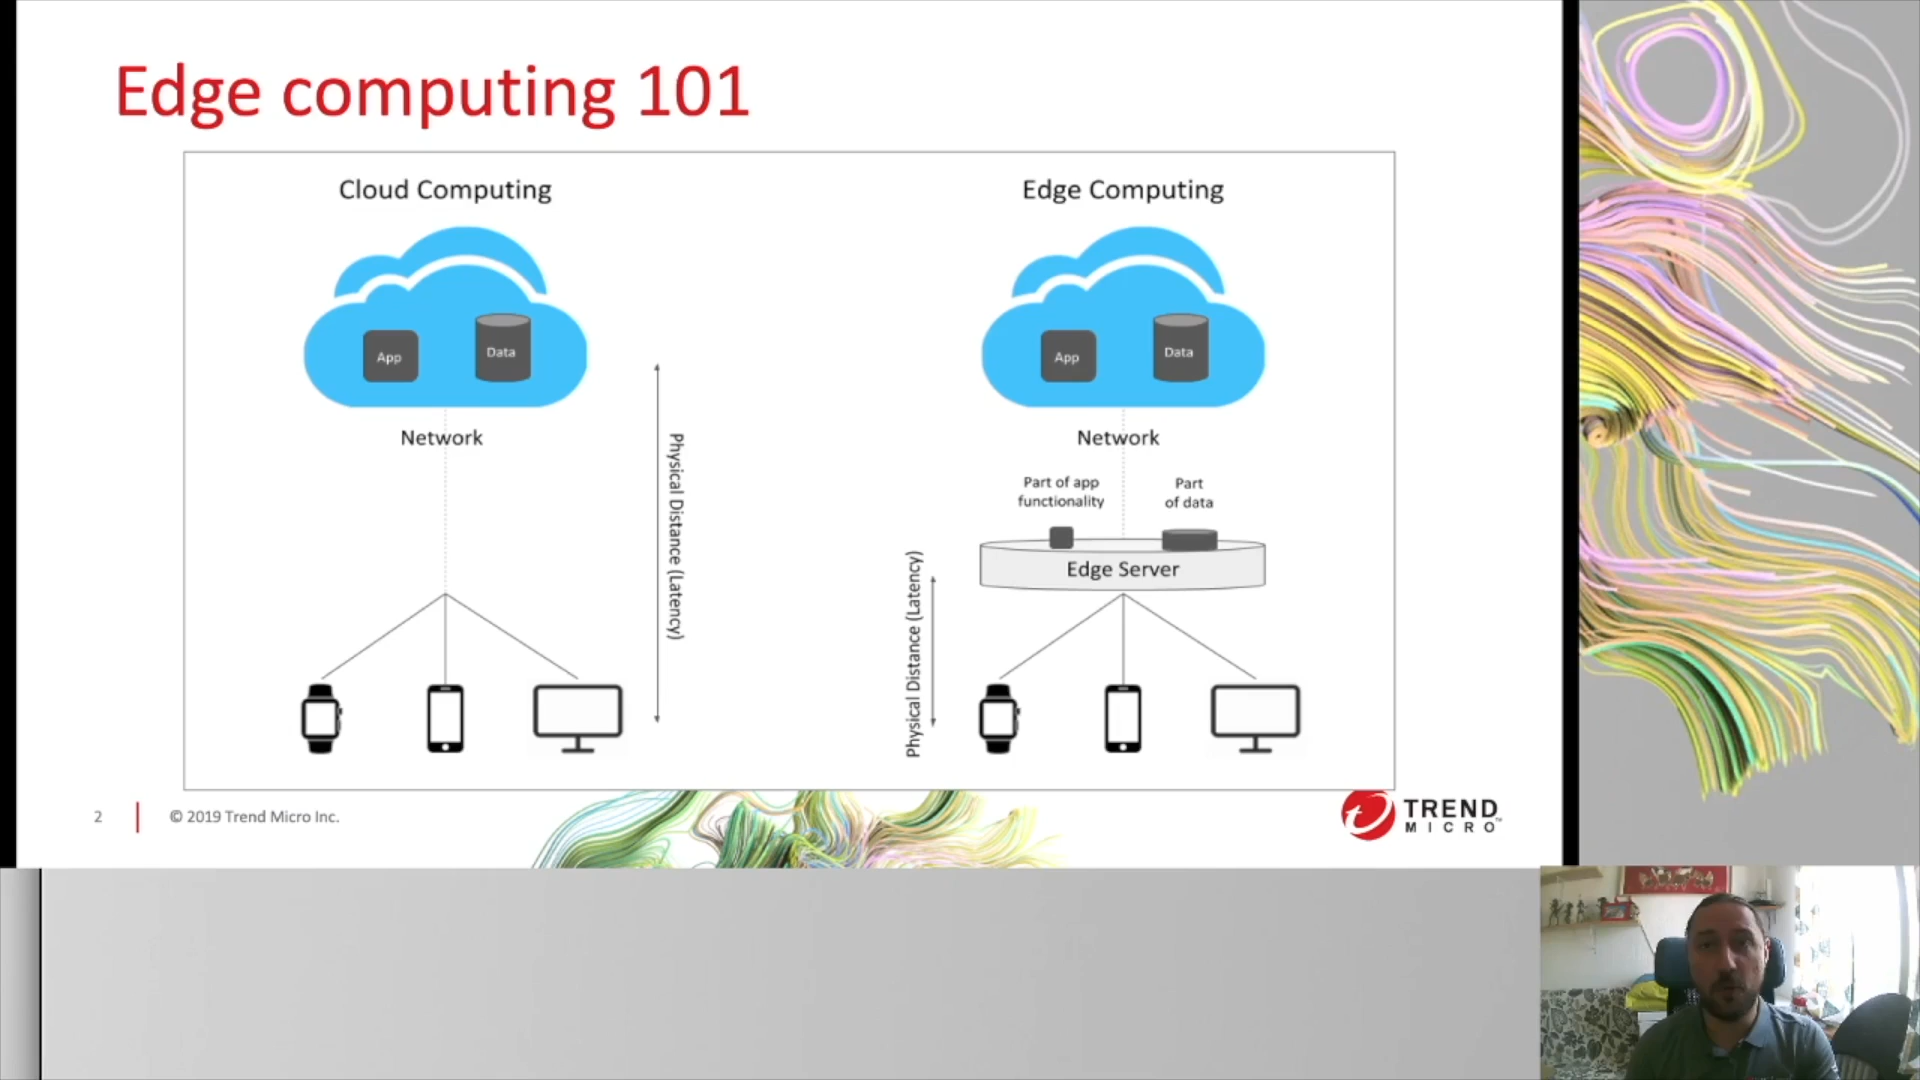 Edge computing 101
Cloud Computing
App
Data
Network
Physical Distance (Latency)
Edge Computing
App
Data
Network
Part of app
functionality
Part
of data
Edge Server
Physical Distance (Latency)
2
© 2019 Trend Micro Inc.
TREND
MICRO™